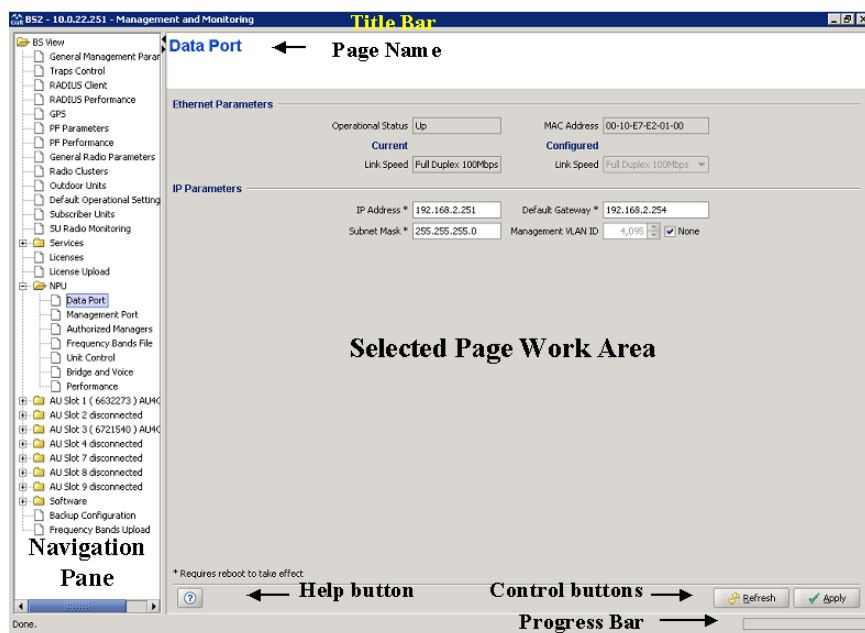 BS2 - 10.0.22.251 - Management and Monitoring
Title Bar
BS View
General Management Paran
Traps Control
RADIUS Client
RADIUS Performance
GPS
PF Parameters
PF Performance
General Radio Parameters
Radio Clusters
Outdoor Units
Default Operational Setting
Subscriber Units
SU Radio Monitoring
Services
Licenses
License Upload
NPU
Data Port
Management Port
Authorized Managers
Frequency Bands File
Unit Control
Bridge and Voice
Performance
AU Slot 1 ( 6632273 ) AU4C
AU Slot 2 disconnected
AU Slot 3 ( 6721540 ) AU4C
AU Slot 4 disconnected
AU Slot 7 disconnected
AU Slot 8 disconnected
AU Slot 9 disconnected
Software
Backup Configuration
Frequency Bands Upload
Navigation
Pane
Data Port
Page Name
Ethernet Parameters
Operational Status Up MAC Address 00-10-E7-E2-01-00
Current Configured
Link Speed Full Duplex 100Mbps Link Speed Full Duplex 100Mbps
IP Parameters
IP Address * 192.168.2.251 Default Gateway * 192.168.2.254
Subnet Mask * 255.255.255.0 Management VLAN ID 4,095 None
Selected Page Work Area
* Requires reboot to take effect
? Help button Control buttons Refresh Apply
Done. Progress Bar